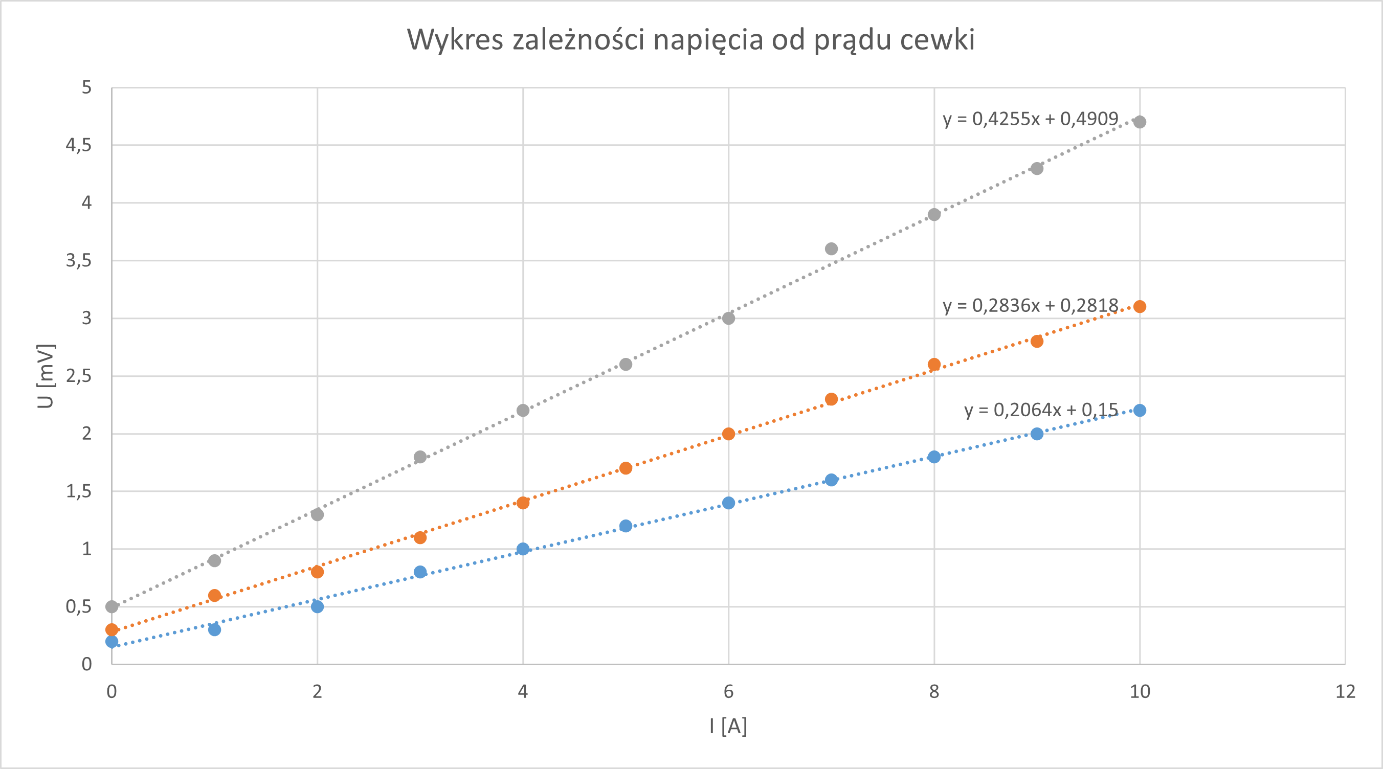 Wykres zależności napięcia od prądu cewki
5
4,5
4
3,5
3
2,5
2
1,5
1
0,5
0
U [mV]
y = 0,4255x + 0,4909
y = 0,2836x + 0,2818
y = 0,2064x + 0,15
0 2 4 6 8 10 12
I [A]